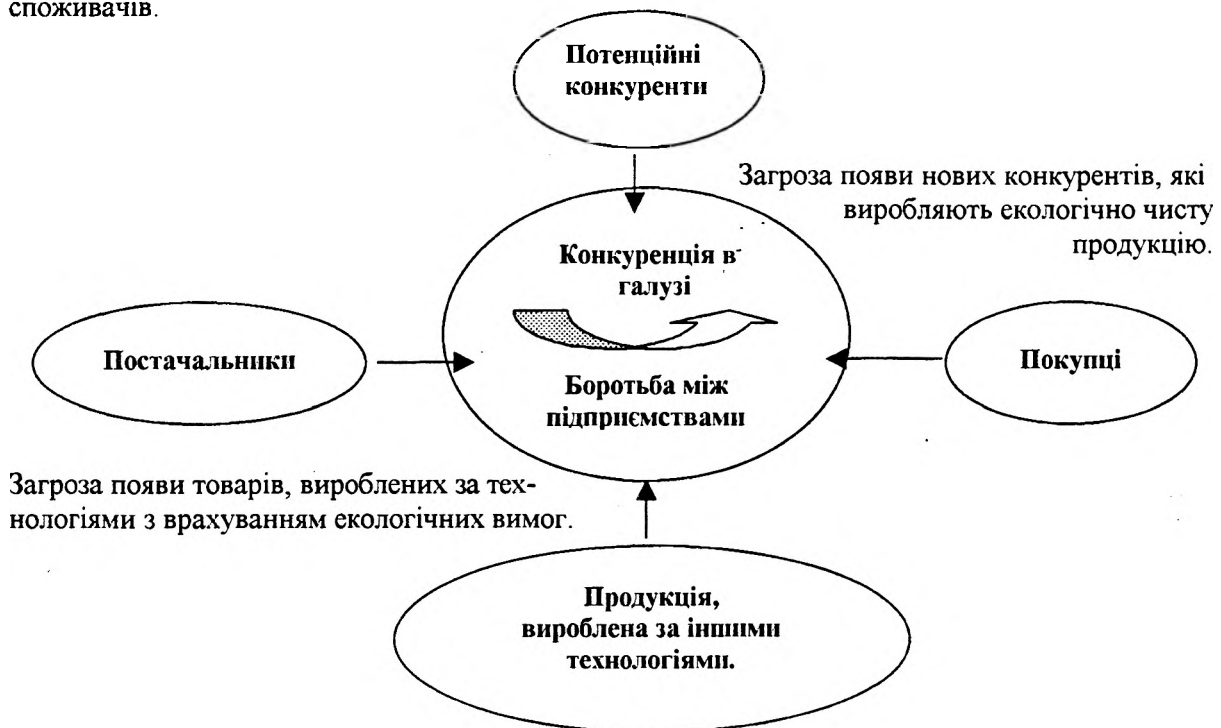 споживачів.
Потенційні
конкуренти
Загроза появи нових конкурентів, які
виробляють екологічно чисту
продукцію.
Конкуренція в
галузі
Постачальники
Покупці
Боротьба між
підприємствами
Загроза появи товарів, вироблених за тех-
нологіями з врахуванням екологічних вимог.
Продукція,
вироблена за іншими
технологіями.